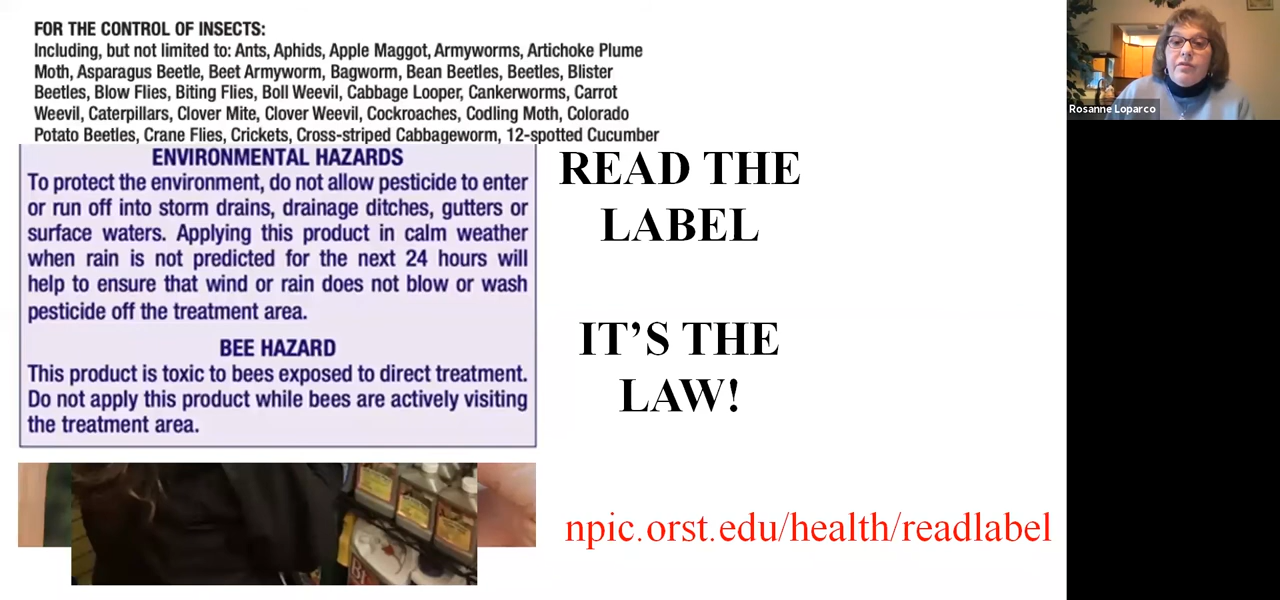 FOR THE CONTROL OF INSECTS:
Including, but not limited to: Ants, Aphids, Apple Maggot, Armyworms, Artichoke Plume
Moth, Asparagus Beetle, Beet Armyworm, Bagworm, Bean Beetles, Beetles, Blister
Beetles, Blow Flies, Biting Flies, Boll Weevil, Cabbage Looper, Cankerworms, Carrot
Weevil, Caterpillars, Clover Mite, Clover Weevil, Cockroaches, Codling Moth, Colorado
Potato Beetles, Crane Flies, Crickets, Cross-striped Cabbageworm, 12-spotted Cucumber
ENVIRONMENTAL HAZARDS
To protect the environment, do not allow pesticide to enter
or run off into storm drains, drainage ditches, gutters or
surface waters. Applying this product in calm weather
when rain is not predicted for the next 24 hours will
help to ensure that wind or rain does not blow or wash
pesticide off the treatment area.
BEE HAZARD
This product is toxic to bees exposed to direct treatment.
Do not apply this product while bees are actively visiting
the treatment area.
READ THE
LABEL
IT'S THE
LAW!
npic.orst.edu/health/readlabel
Rosanne Loparco